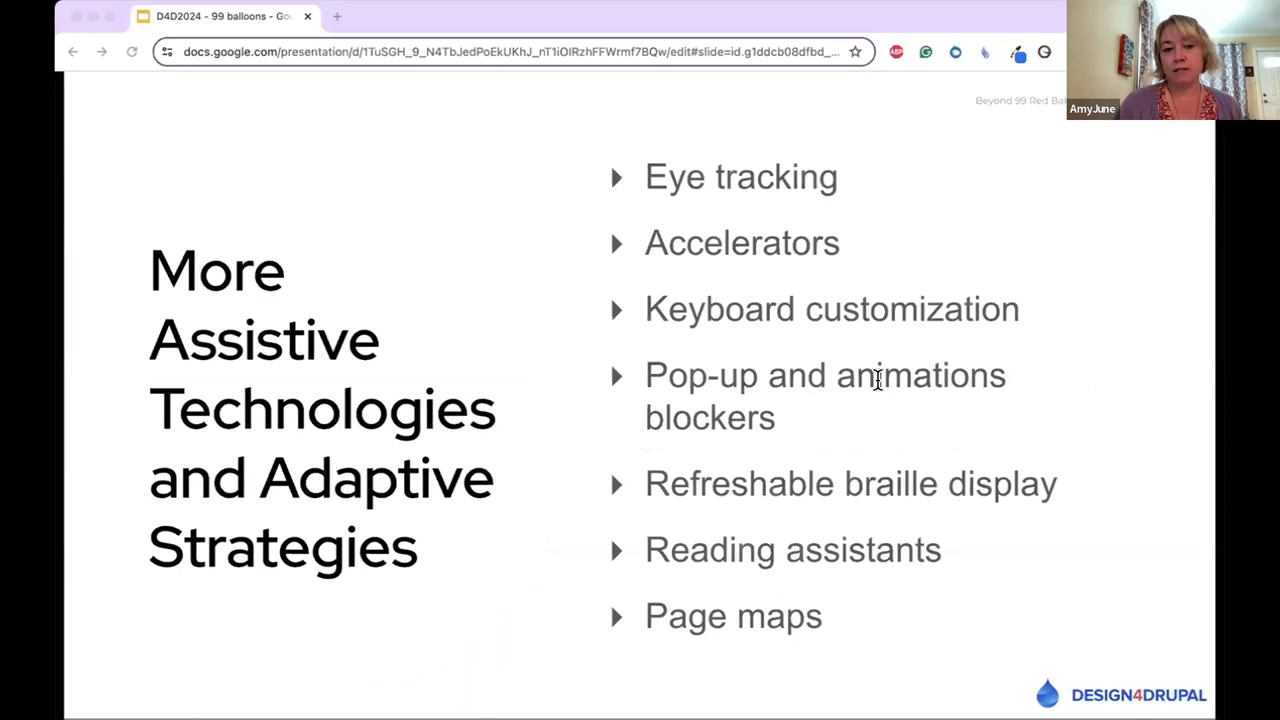 D4D2024 - 99 balloons - Go
docs.google.com/presentation/d/1TuSGH_9_N4TbJedPoEkUKhJ_nT1iOIRzhFFWrmf7BQw/edit#slide=id.g1ddcb08dfbd_...
ABP
AmyJune
Beyond 99 Red Bal
More
Assistive
Technologies
and Adaptive
Strategies
Eye tracking
Accelerators
Keyboard customization
Pop-up and animations
blockers
Refreshable braille display
Reading assistants
Page maps
DESIGN4DRUPAL